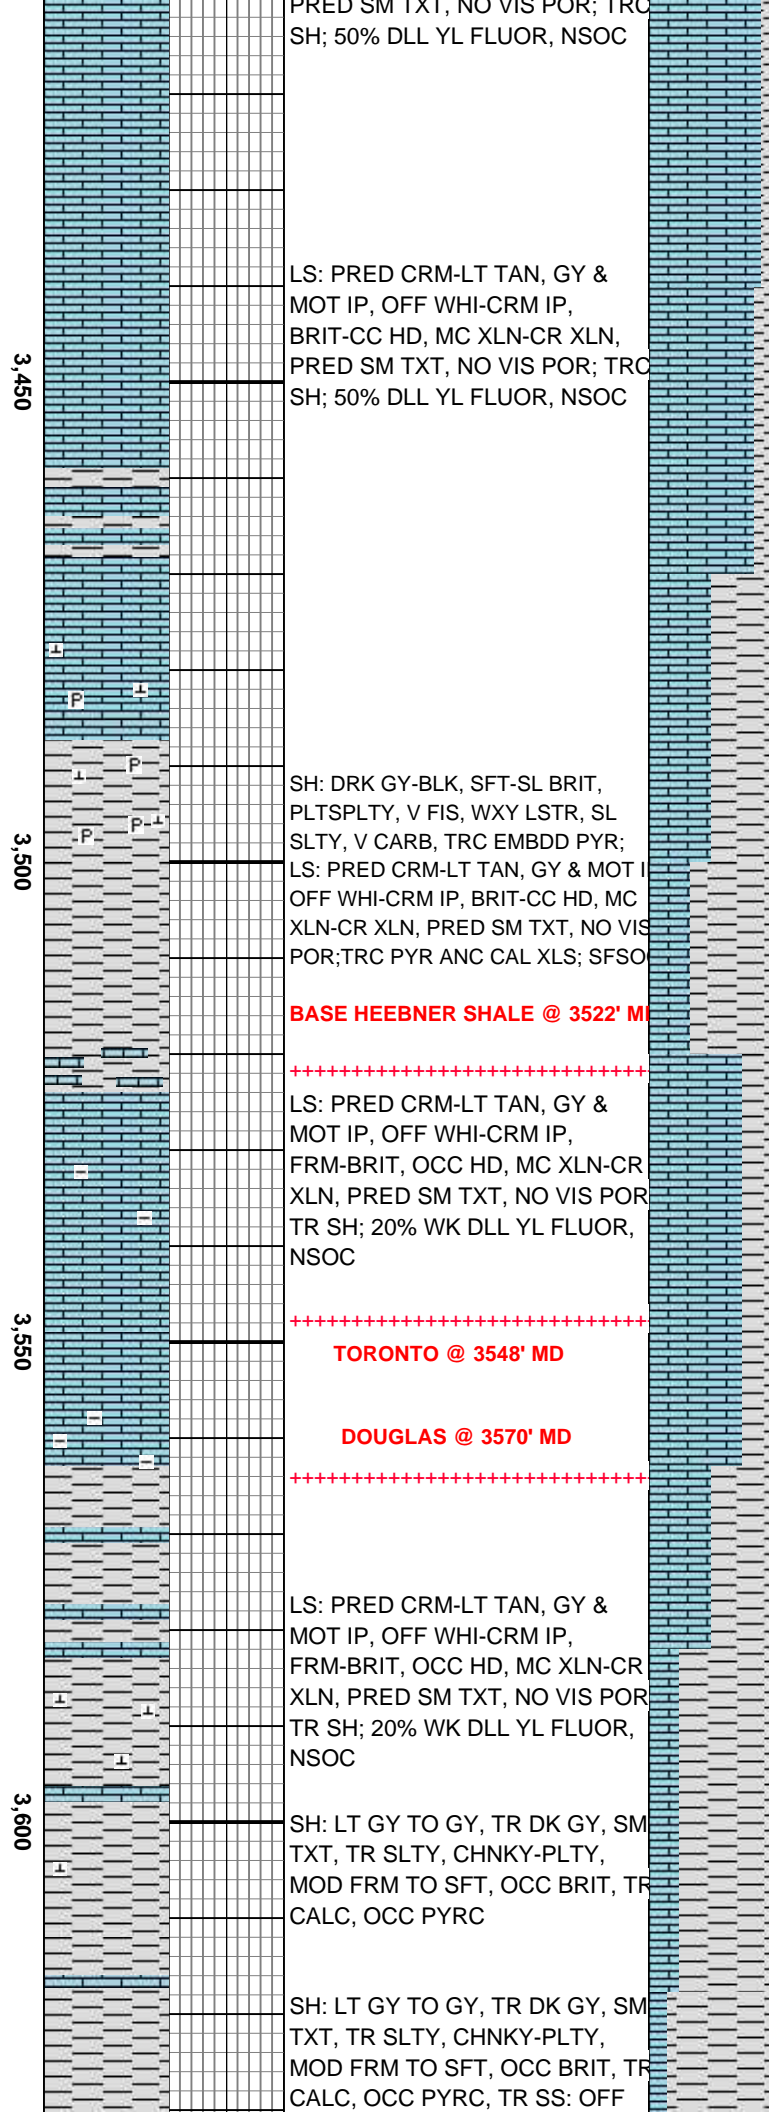 PRED SM TXT, NO VIS POR; TRC
SH; 50% DLL YL FLUOR, NSOC
LS: PRED CRM-LT TAN, GY &
MOT IP, OFF WHI-CRM IP,
BRIT-CC HD, MC XLN-CR XLN,
PRED SM TXT, NO VIS POR; TRC
SH; 50% DLL YL FLUOR, NSOC
3,450
P
P
P
P
SH: DRK GY-BLK, SFT-SL BRIT,
PLTSPLTY, V FIS, WXY LSTR, SL
SLTY, V CARB, TRC EMBDD PYR;
3,500
LS: PRED CRM-LT TAN, GY & MOT I
OFF WHI-CRM IP, BRIT-CC HD, MC
XLN-CR XLN, PRED SM TXT, NO VIS
POR;TRC PYR ANC CAL XLS; SFSO
BASE HEEBNER SHALE @ 3522' M
++++++++++++++++++++++++++++++
LS: PRED CRM-LT TAN, GY &
MOT IP, OFF WHI-CRM IP,
FRM-BRIT, OCC HD, MC XLN-CR
XLN, PRED SM TXT, NO VIS POR
TR SH; 20% WK DLL YL FLUOR,
NSOC
++++++++++++++++++++++++++++++
3,550
TORONTO @ 3548' MD
DOUGLAS @ 3570' MD
++++++++++++++++++++++++++++++
LS: PRED CRM-LT TAN, GY &
MOT IP, OFF WHI-CRM IP,
FRM-BRIT, OCC HD, MC XLN-CR
XLN, PRED SM TXT, NO VIS POR
TR SH; 20% WK DLL YL FLUOR,
NSOC
3,600
SH: LT GY TO GY, TR DK GY, SM
TXT, TR SLTY, CHNKY-PLTY,
MOD FRM TO SFT, OCC BRIT, TR
CALC, OCC PYRC
SH: LT GY TO GY, TR DK GY, SM
TXT, TR SLTY, CHNKY-PLTY,
MOD FRM TO SFT, OCC BRIT, TR
CALC, OCC PYRC, TR SS: OFF